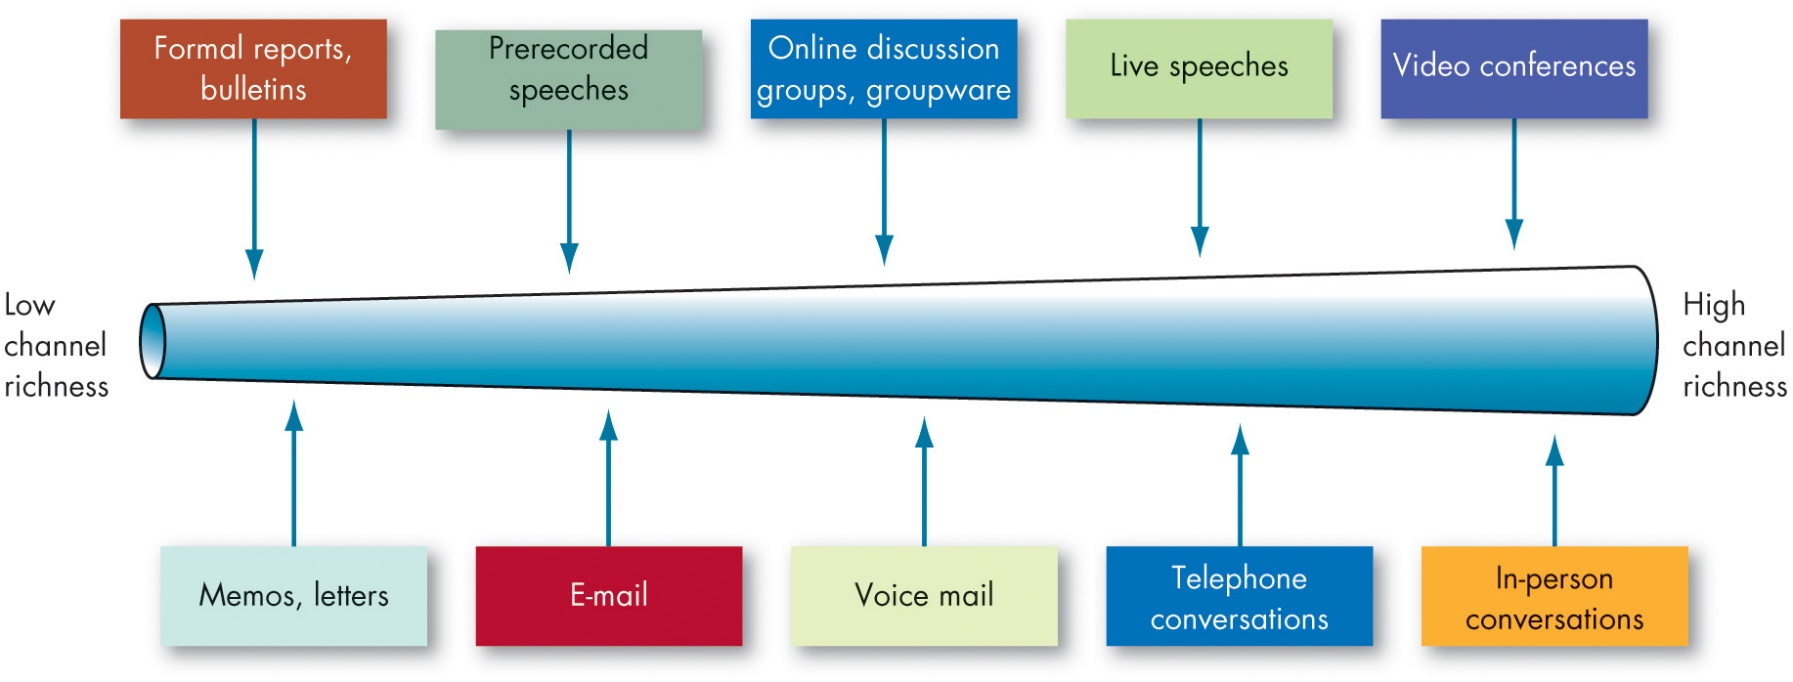 Formal reports,
bulletins
Prerecorded
speeches
Online discussion
groups, groupware
Live speeches
Video conferences
Low
channel
richness
High
channel
richness
Memos, letters
E-mail
Voice mail
Telephone
conversations
In-person
conversations